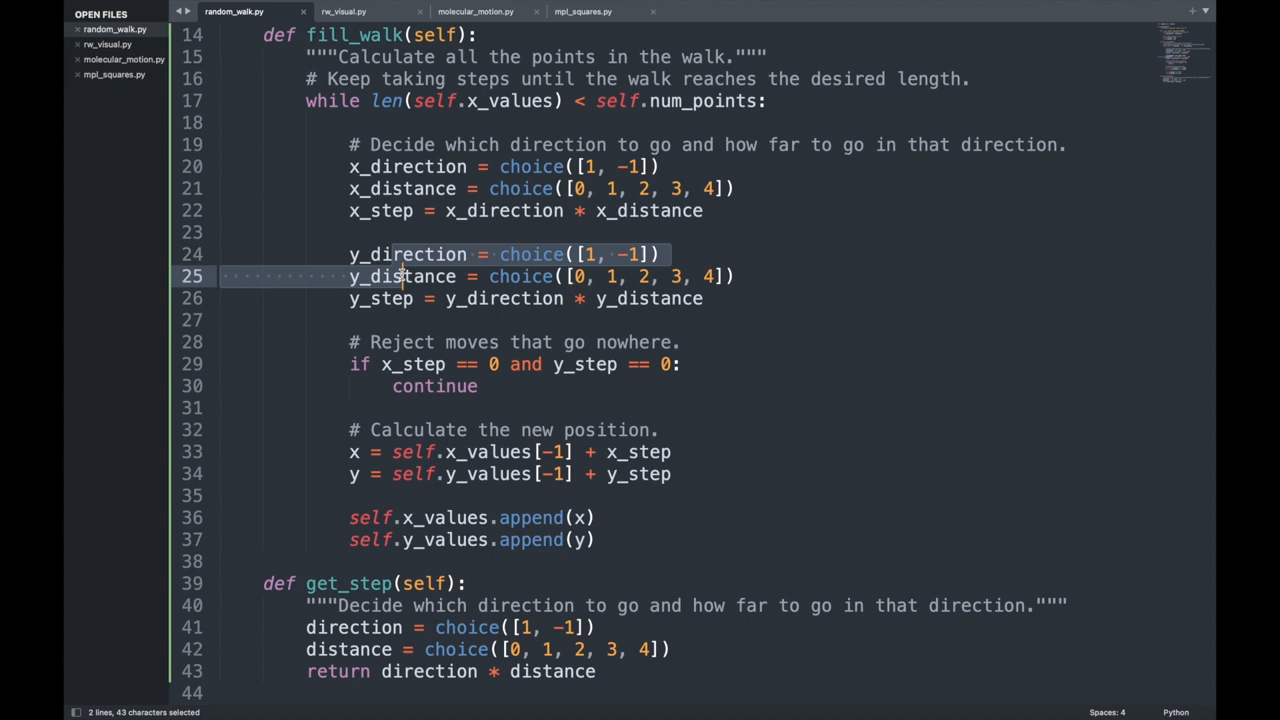 OPEN FILES
random_walk.py
rw_visual.py
molecular_motion.py
mpl_squares.py
random_walk.py rw_visual.py molecular_motion.py mpl_squares.py
14 def fill_walk(self):
15 """Calculate all the points in the walk."""
16 # Keep taking steps until the walk reaches the desired length.
17 while len(self.x_values) < self.num_points:
18
19 # Decide which direction to go and how far to go in that direction.
20 x_direction = choice([1, -1])
21 x_distance = choice([0, 1, 2, 3, 4])
22 x_step = x_direction * x_distance
23
24 y_direction = choice([1, -1])
25 y_distance = choice([0, 1, 2, 3, 4])
26 y_step = y_direction * y_distance
27
28 # Reject moves that go nowhere.
29 if x_step == 0 and y_step == 0:
30 continue
31
32 # Calculate the new position.
33 x = self.x_values[-1] + x_step
34 y = self.y_values[-1] + y_step
35
36 self.x_values.append(x)
37 self.y_values.append(y)
38
39 def get_step(self):
40 """Decide which direction to go and how far to go in that direction."""
41 direction = choice([1, -1])
42 distance = choice([0, 1, 2, 3, 4])
43 return direction * distance
44
2 lines, 43 characters selected Spaces: 4 Python